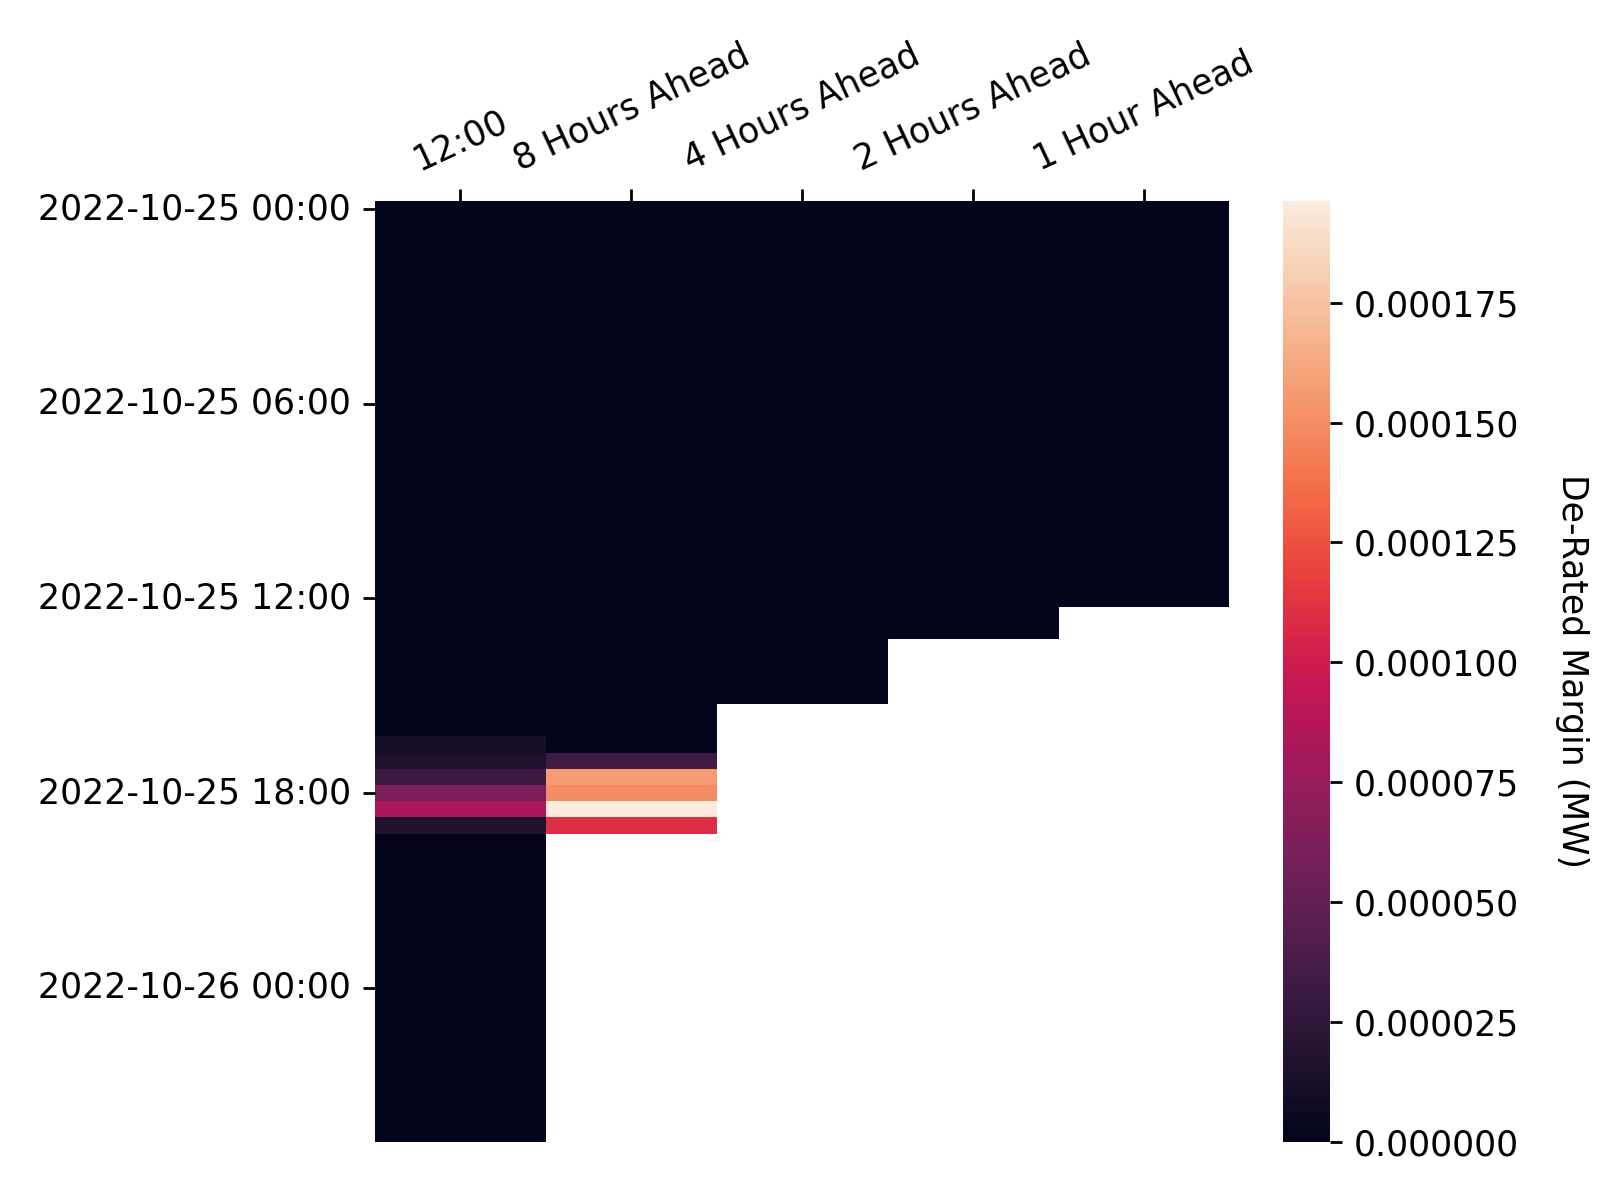 12:00
8 Hours Ahead
4 Hours Ahead
2 Hours Ahead
1 Hour Ahead
2022-10-25 00:00
2022-10-25 06:00
2022-10-25 12:00
2022-10-25 18:00
2022-10-26 00:00
0.000175
0.000150
0.000125
0.000100
0.000075
0.000050
0.000025
0.000000
De-Rated Margin (MW)